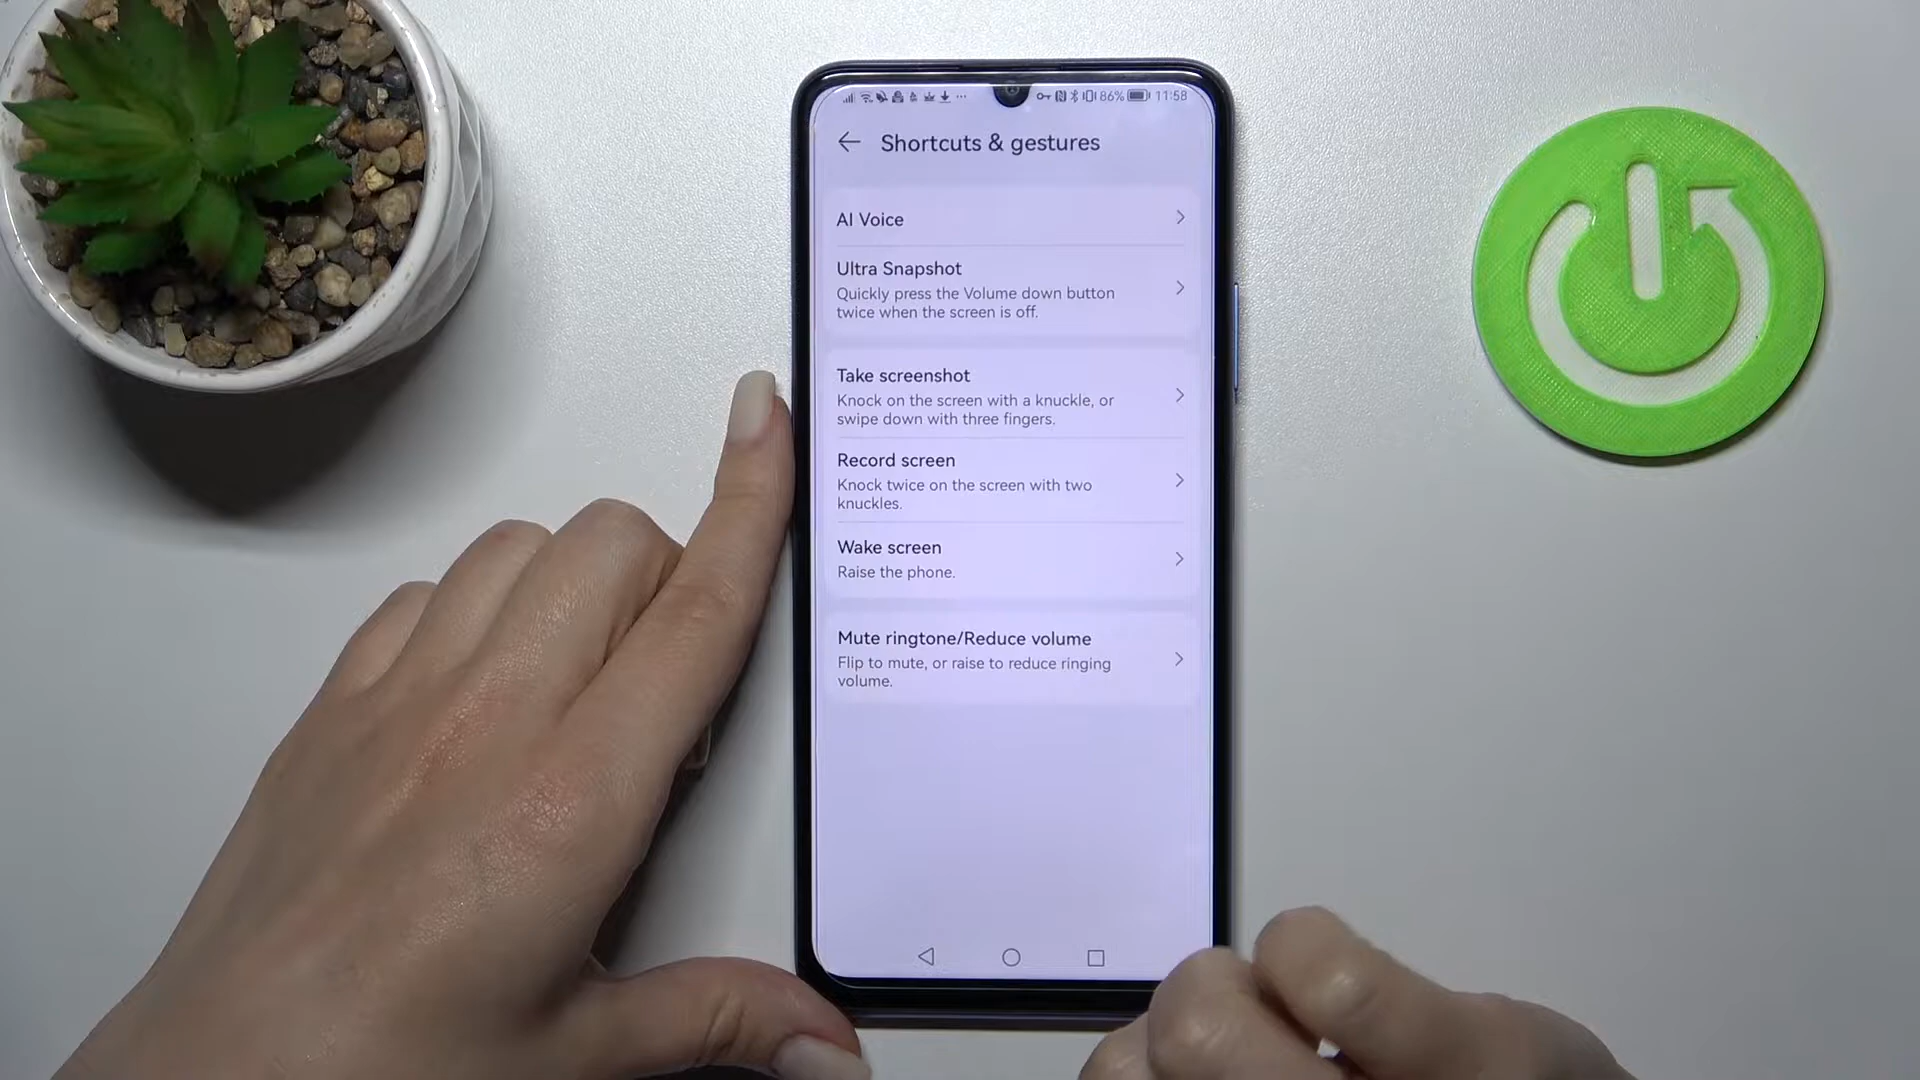 86% 11:58
Shortcuts & gestures
AI Voice
Ultra Snapshot
Quickly press the Volume down button
twice when the screen is off.
Take screenshot
Knock on the screen with a knuckle, or
swipe down with three fingers.
Record screen
Knock twice on the screen with two
knuckles.
Wake screen
Raise the phone.
Mute ringtone/Reduce volume
Flip to mute, or raise to reduce ringing
volume.